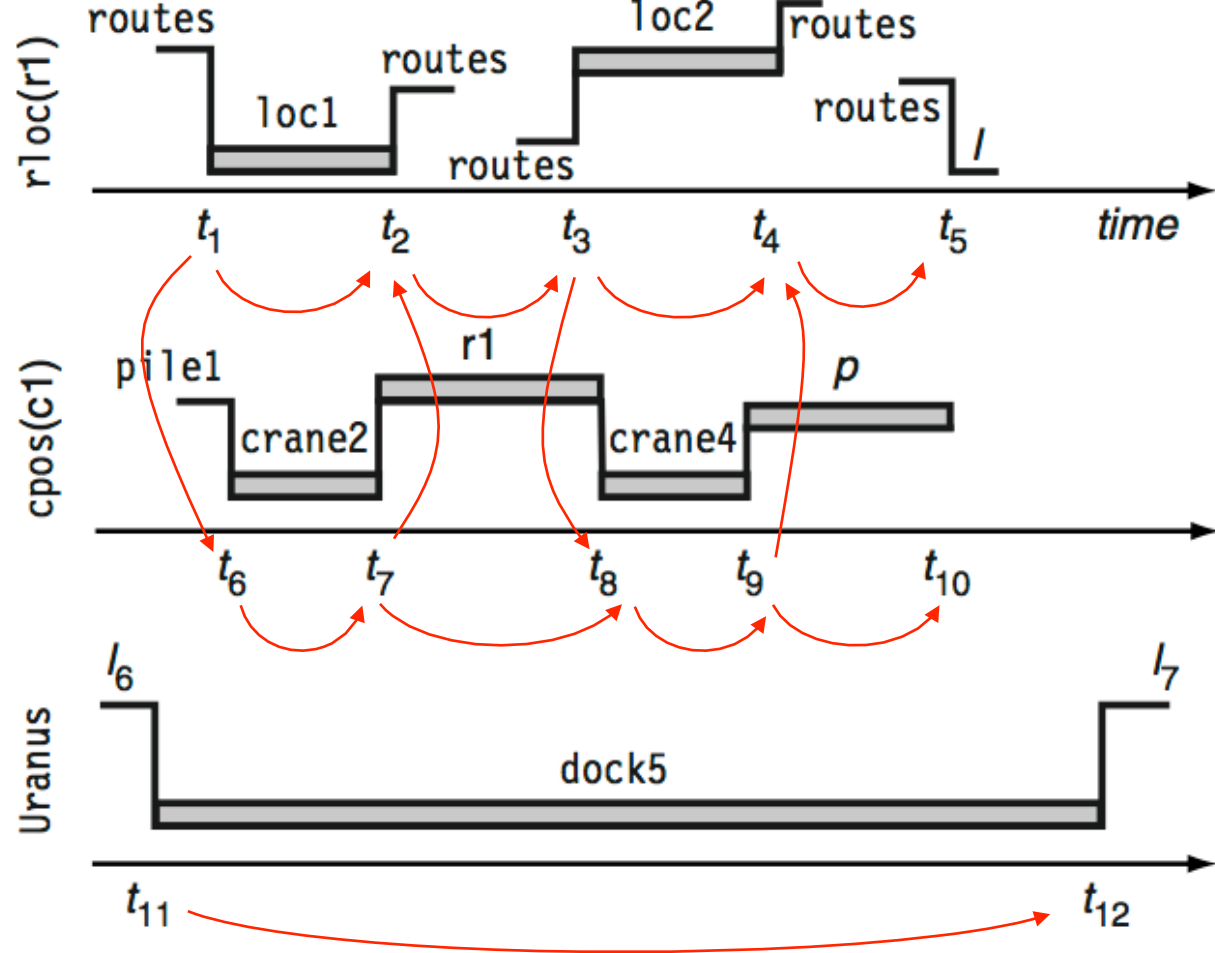 rloc(r1)
routes
loc1
routes
routes
loc2
routes
routes
l
t1 t2 t3 t4 t5 time
cpos(c1)
pile1
crane2
r1
crane4
p
t6 t7 t8 t9 t10
Uranus
l6
dock5
l7
t11 t12